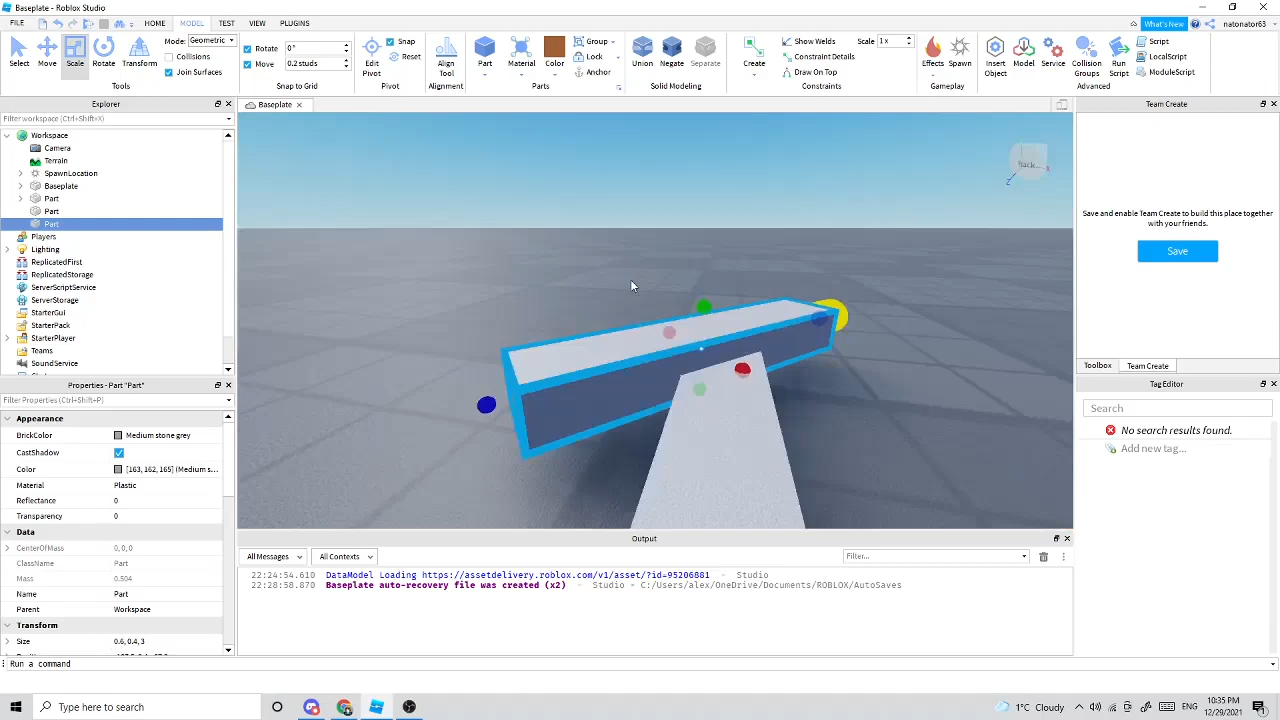 Baseplate - Roblox Studio
FILE HOME MODEL TEST VIEW PLUGINS What's New natonator63
Mode: Geometric Rotate 0° Snap Group Show Welds Scale 1 x Script
Collisions Move 0.2 studs Reset Lock Constraint Details LocalScript
Join Surfaces Anchor Draw On Top ModuleScript
Select Move Scale Rotate Transform Edit Pivot Align Tool Part Material Color Union Negate Separate Create Effects Spawn Insert Object Model Service Collision Groups Run Script
Tools Snap to Grid Pivot Alignment Parts Solid Modeling Constraints Gameplay Advanced
Explorer
Filter workspace (Ctrl+Shift+X)
Workspace
Camera
Terrain
SpawnLocation
Baseplate
Part
Part
Part
Players
Lighting
ReplicatedFirst
ReplicatedStorage
ServerScriptService
ServerStorage
StarterGui
StarterPack
StarterPlayer
Teams
SoundService
Properties - Part "Part"
Filter Properties (Ctrl+Shift+P)
Appearance
BrickColor Medium stone grey
CastShadow
Color [163, 162, 165] (Medium s...
Material Plastic
Reflectance 0
Transparency 0
Data
CenterOfMass 0, 0, 0
ClassName Part
Mass 0.504
Name Part
Parent Workspace
Transform
Size 0.6, 0.4, 3
Baseplate
Back
Output
All Messages All Contexts Filter...
22:24:54.610 DataModel Loading https://assetdelivery.roblox.com/v1/asset/?id=95206881 - Studio
22:28:58.870 Baseplate auto-recovery file was created (x2) - Studio - C:/Users/alex/OneDrive/Documents/ROBLOX/AutoSaves
Team Create
Save and enable Team Create to build this place together
with your friends.
Save
Toolbox Team Create
Tag Editor
Search
No search results found.
Add new tag...
Run a command
Type here to search
1°C Cloudy ENG 10:35 PM
12/29/2021